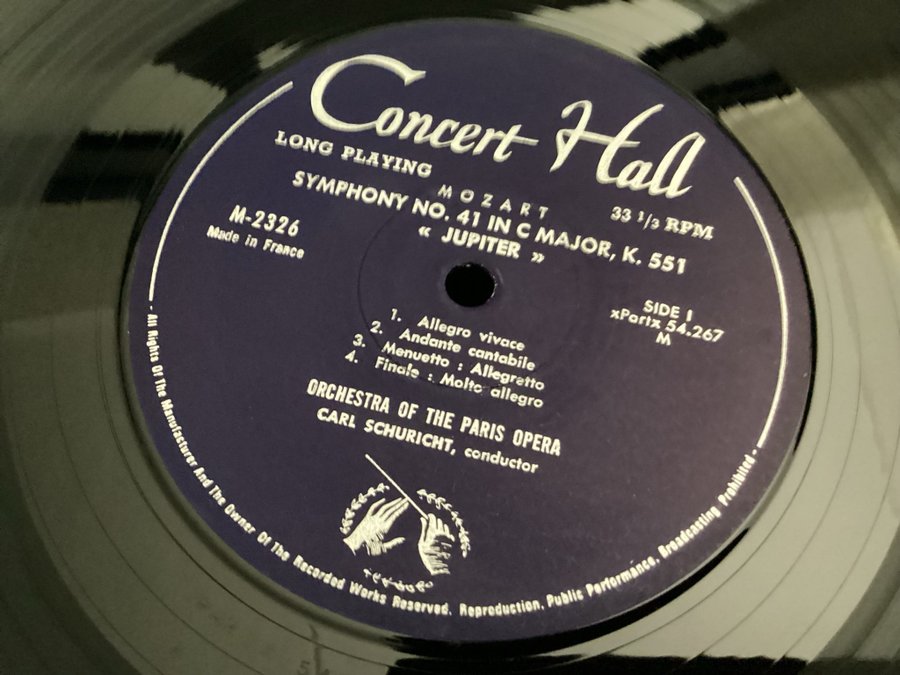 Concert Hall
LONG PLAYING
33 1/3 RPM
MOZART
SYMPHONY NO. 41 IN C MAJOR, K. 551
« JUPITER »
M-2326
Made in France
SIDE 1
xPartx 54.267
M
1. Allegro vivace
2. Andante cantabile
3. Menuetto : Allegretto
4. Finale : Molto allegro
ORCHESTRA OF THE PARIS OPERA
CARL SCHURICHT, conductor
- All Rights Of The Manufacturer And The Owner Of The Recorded Works Reserved. Reproduction, Public Performance, Broadcasting Prohibited -